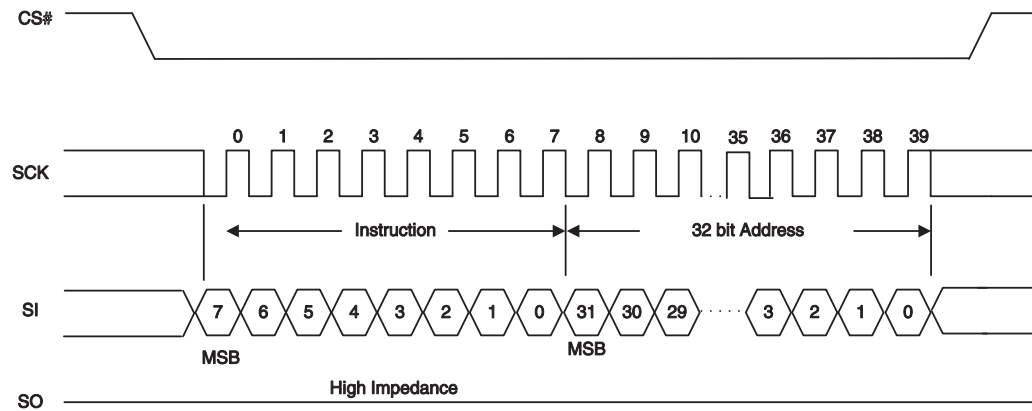 CS#
0 1 2 3 4 5 6 7 8 9 10 35 36 37 38 39
SCK
Instruction 32 bit Address
SI 7 6 5 4 3 2 1 0 31 30 29 3 2 1 0
MSB MSB
High Impedance
SO